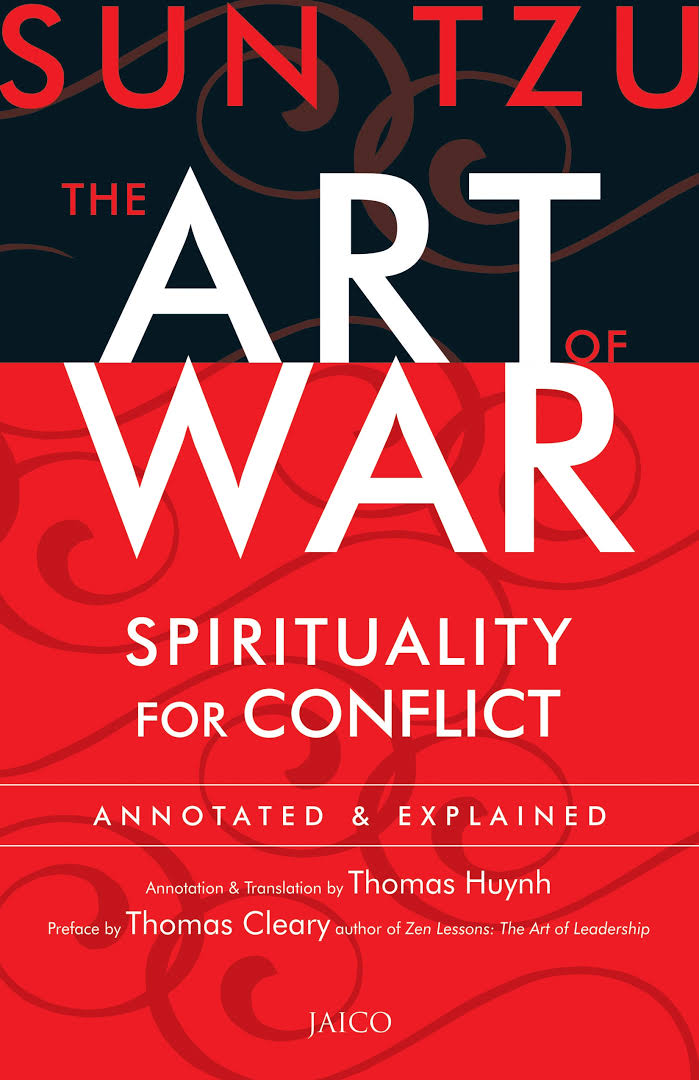 SUN TZU
THE ART OF
WAR
SPIRITUALITY
FOR CONFLICT
ANNOTATED & EXPLAINED
Annotation & Translation by Thomas Huynh
Preface by Thomas Cleary author of Zen Lessons: The Art of Leadership
JAICO